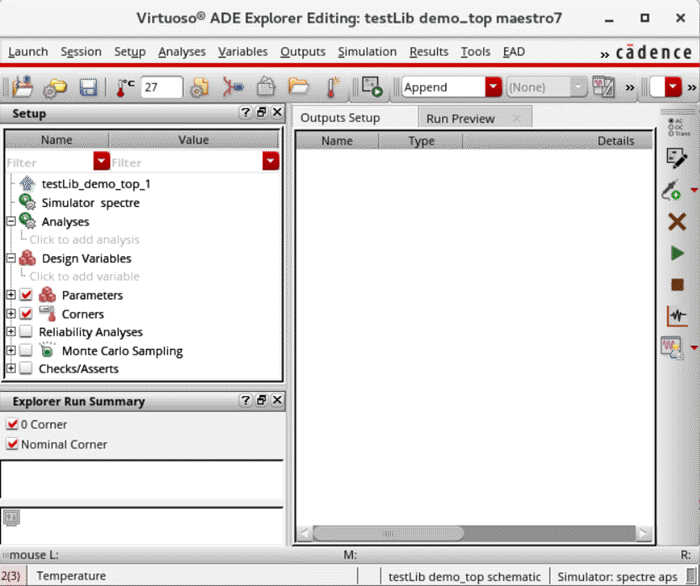 Virtuoso® ADE Explorer Editing: testLib demo_top maestro7
Launch Session Setup Analyses Variables Outputs Simulation Results Tools EAD » cādence
°C 27 Append (None) » »
Setup
Name Value
Filter Filter
testLib_demo_top_1
Simulator spectre
Analyses
Click to add analysis
Design Variables
Click to add variable
Parameters
Corners
Reliability Analyses
Monte Carlo Sampling
Checks/Asserts
Explorer Run Summary
0 Corner
Nominal Corner
Outputs Setup Run Preview
Name Type Details
AC
DC
Trans
mouse L: M: R:
2(3) Temperature testLib demo_top schematic Simulator: spectre aps